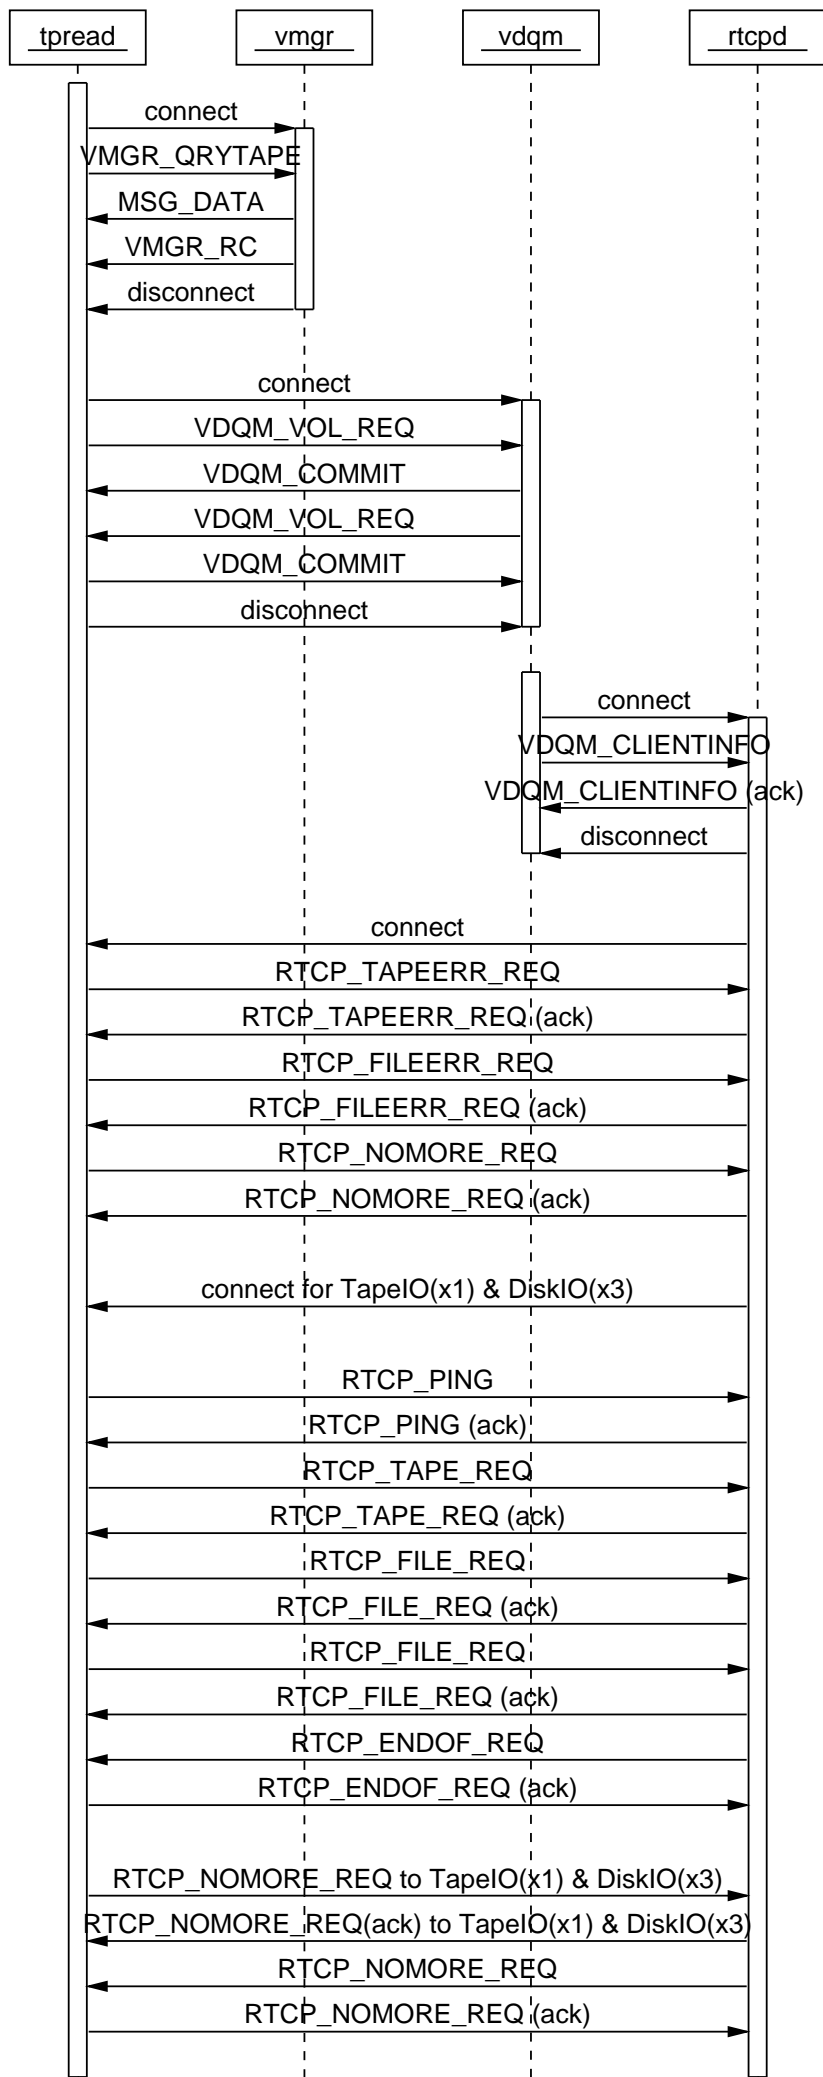 tpread vmgr vdqm rtcpd
connect
VMGR_QRYTAPE
MSG_DATA
VMGR_RC
disconnect
connect
VDQM_VOL_REQ
VDQM_COMMIT
VDQM_VOL_REQ
VDQM_COMMIT
disconnect
connect
VDQM_CLIENTINFO
VDQM_CLIENTINFO (ack)
disconnect
connect
RTCP_TAPEERR_REQ
RTCP_TAPEERR_REQ (ack)
RTCP_FILEERR_REQ
RTCP_FILEERR_REQ (ack)
RTCP_NOMORE_REQ
RTCP_NOMORE_REQ (ack)
connect for TapeIO(x1) & DiskIO(x3)
RTCP_PING
RTCP_PING (ack)
RTCP_TAPE_REQ
RTCP_TAPE_REQ (ack)
RTCP_FILE_REQ
RTCP_FILE_REQ (ack)
RTCP_FILE_REQ
RTCP_FILE_REQ (ack)
RTCP_ENDOF_REQ
RTCP_ENDOF_REQ (ack)
RTCP_NOMORE_REQ to TapeIO(x1) & DiskIO(x3)
RTCP_NOMORE_REQ(ack) to TapeIO(x1) & DiskIO(x3)
RTCP_NOMORE_REQ
RTCP_NOMORE_REQ (ack)